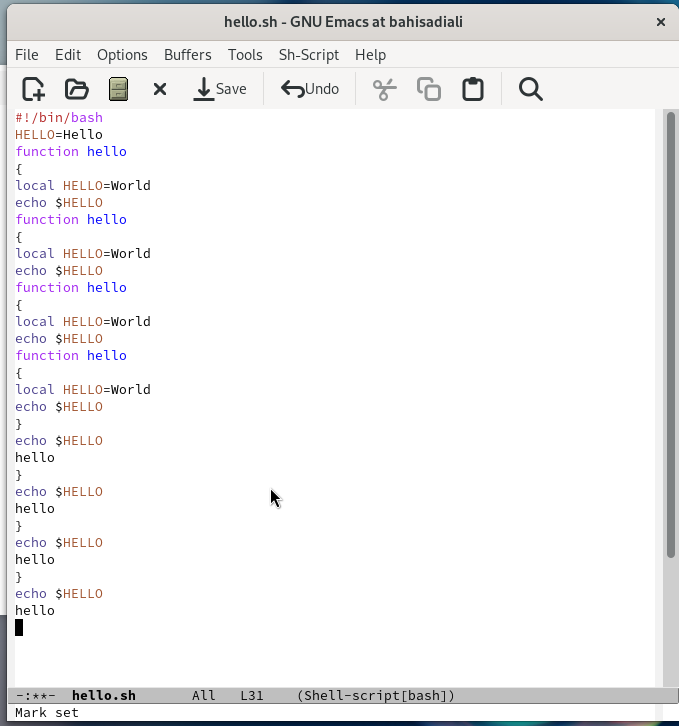 hello.sh - GNU Emacs at bahisadiali
File Edit Options Buffers Tools Sh-Script Help
Save Undo
#!/bin/bash
HELLO=Hello
function hello
{
local HELLO=World
echo $HELLO
function hello
{
local HELLO=World
echo $HELLO
function hello
{
local HELLO=World
echo $HELLO
function hello
{
local HELLO=World
echo $HELLO
}
echo $HELLO
hello
}
echo $HELLO
hello
}
echo $HELLO
hello
}
echo $HELLO
hello
-:**- hello.sh All L31 (Shell-script[bash])
Mark set